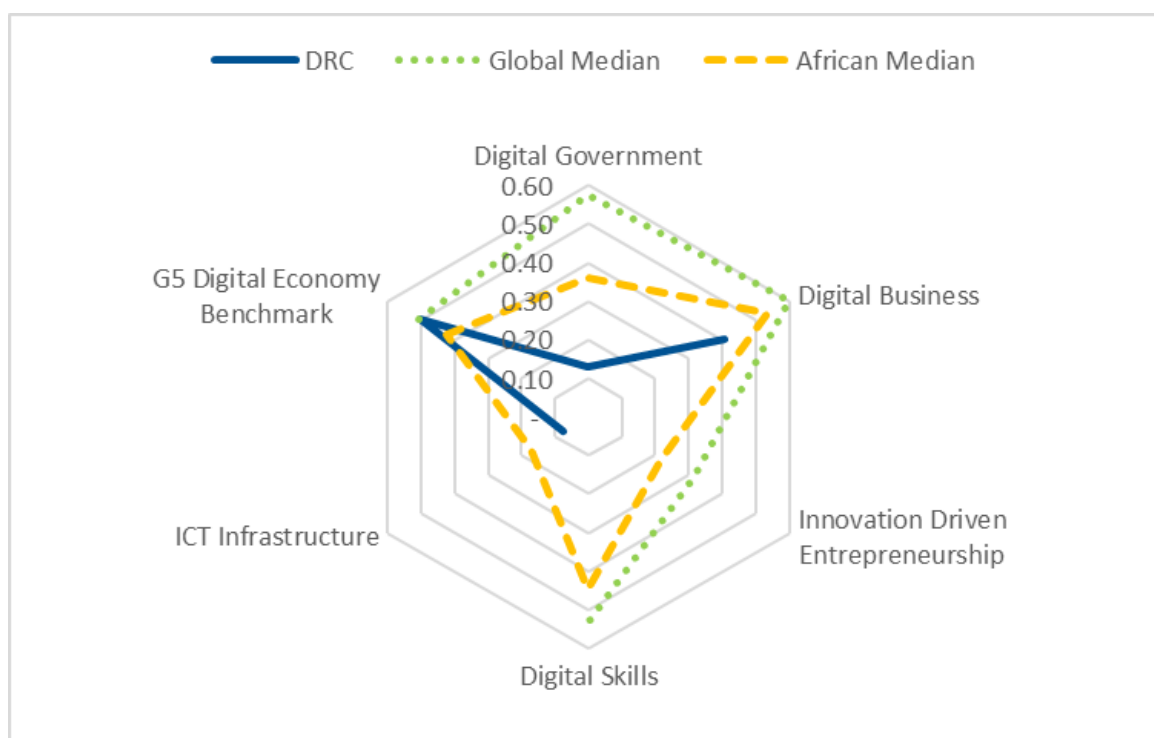 DRC
Global Median
African Median
Digital Government
0.60
0.50
0.40
0.30
0.20
0.10
-
G5 Digital Economy
Benchmark
Digital Business
ICT Infrastructure
Innovation Driven
Entrepreneurship
Digital Skills